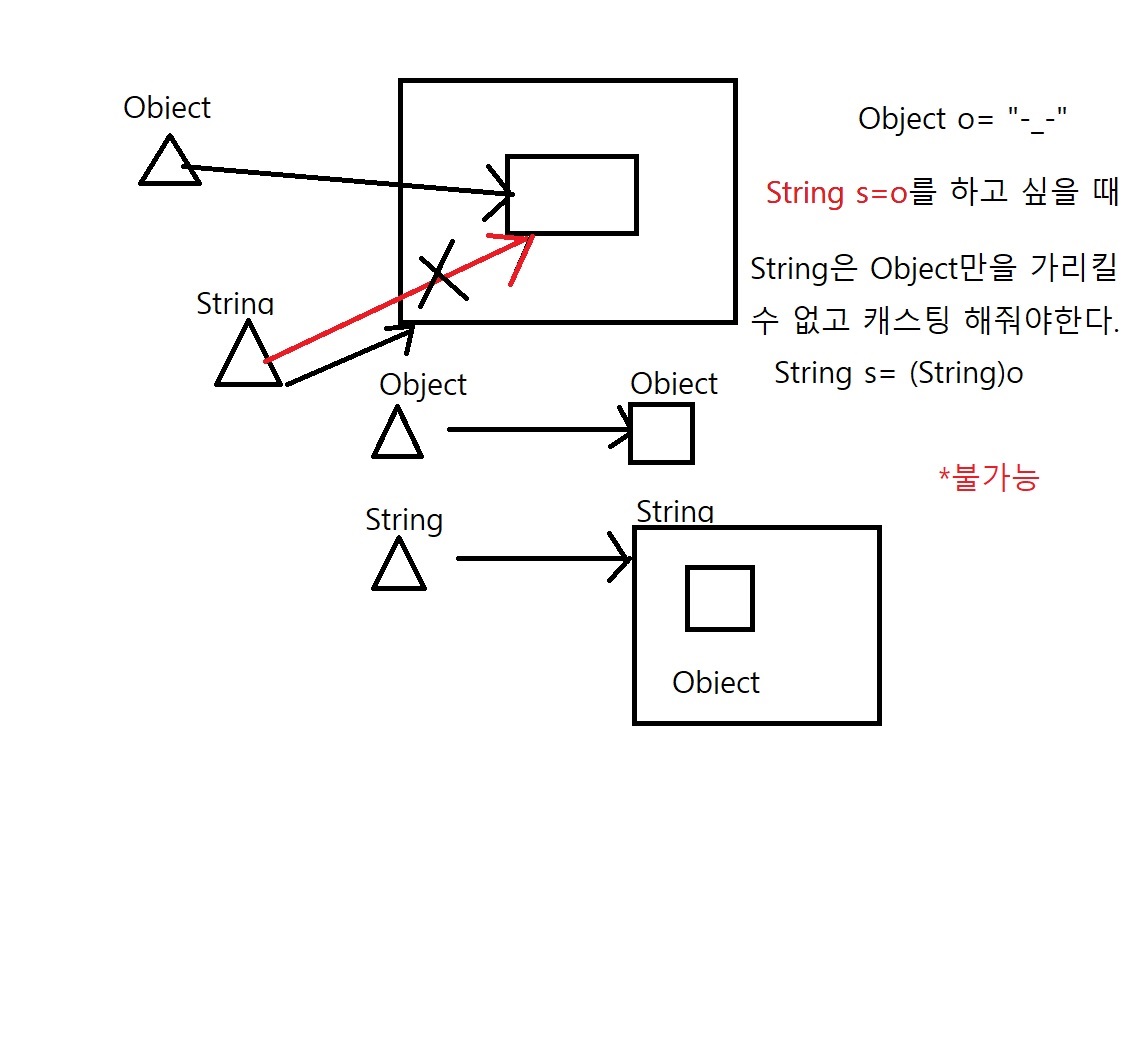 Object
Object o= "-_-"
String s=o를 하고 싶을 때
String은 Object만을 가리킬
수 없고 캐스팅 해줘야한다.
String s= (String)o
String
Object
Object
*불가능
String
String
Object